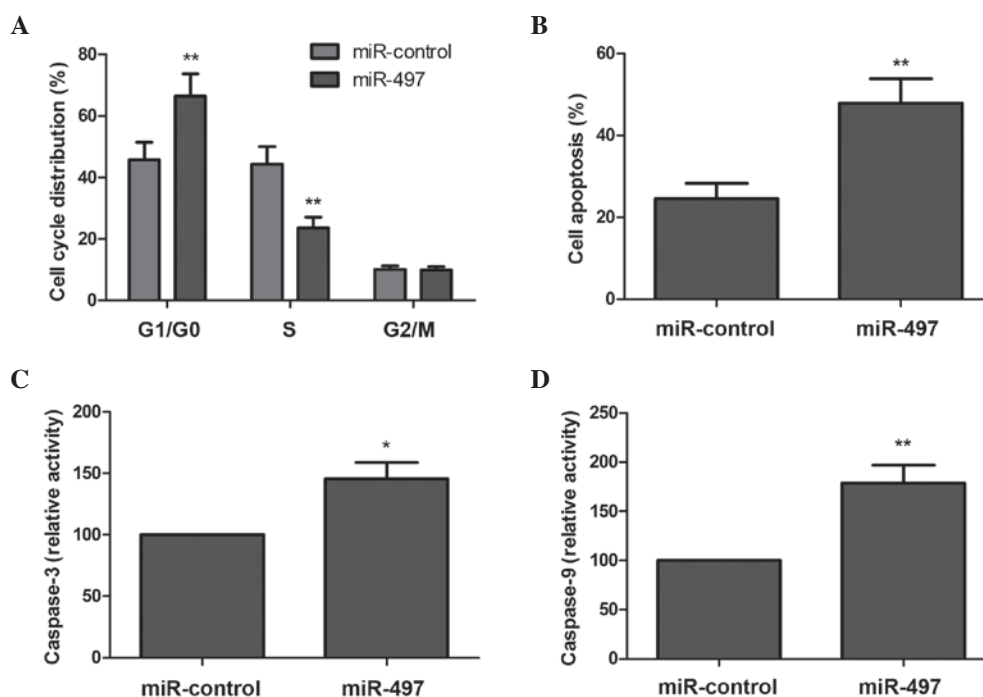 A
Cell cycle distribution (%)
80
60
40
20
0
**
**
miR-control
miR-497
G1/G0 S G2/M
B
Cell apoptosis (%)
60
40
20
0
**
miR-control miR-497
C
Caspase-3 (relative activity)
200
150
100
50
0
*
miR-control miR-497
D
Caspase-9 (relative activity)
250
200
150
100
50
0
**
miR-control miR-497